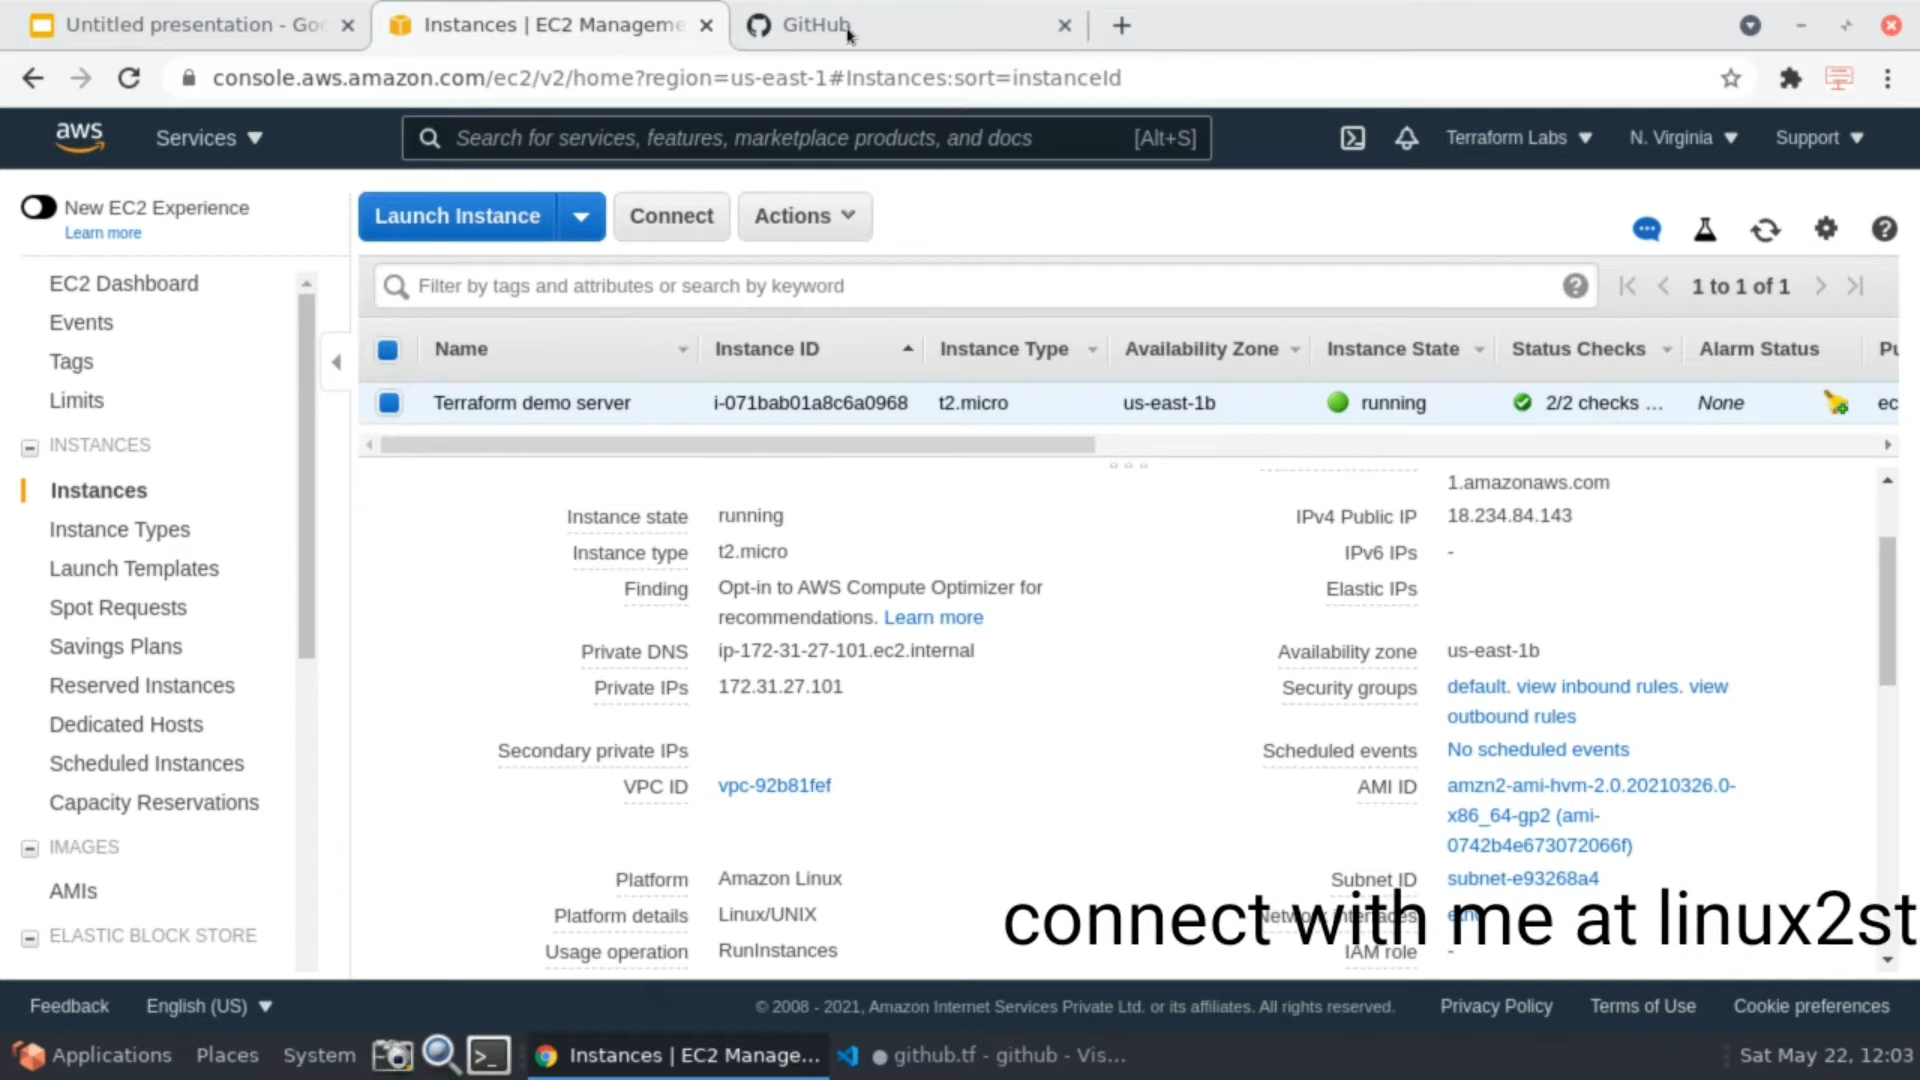 Untitled presentation - Goo
Instances | EC2 Manageme
GitHub
console.aws.amazon.com/ec2/v2/home?region=us-east-1#Instances:sort=instanceId
aws
Services
Search for services, features, marketplace products, and docs
[Alt+S]
Terraform Labs
N. Virginia
Support
New EC2 Experience
Learn more
EC2 Dashboard
Events
Tags
Limits
INSTANCES
Instances
Instance Types
Launch Templates
Spot Requests
Savings Plans
Reserved Instances
Dedicated Hosts
Scheduled Instances
Capacity Reservations
IMAGES
AMIs
ELASTIC BLOCK STORE
Launch Instance
Connect
Actions
Filter by tags and attributes or search by keyword
1 to 1 of 1
Name Instance ID Instance Type Availability Zone Instance State Status Checks Alarm Status Pu
Terraform demo server i-071bab01a8c6a0968 t2.micro us-east-1b running 2/2 checks ... None ec
Instance state running
Instance type t2.micro
Finding Opt-in to AWS Compute Optimizer for
recommendations. Learn more
Private DNS ip-172-31-27-101.ec2.internal
Private IPs 172.31.27.101
Secondary private IPs
VPC ID vpc-92b81fef
Platform Amazon Linux
Platform details Linux/UNIX
Usage operation RunInstances
1.amazonaws.com
IPv4 Public IP 18.234.84.143
IPv6 IPs -
Elastic IPs
Availability zone us-east-1b
Security groups default. view inbound rules. view
outbound rules
Scheduled events No scheduled events
AMI ID amzn2-ami-hvm-2.0.20210326.0-
x86_64-gp2 (ami-
0742b4e673072066f)
Subnet ID subnet-e93268a4
Network interfaces eth0
IAM role -
connect with me at linux2st
Feedback
English (US)
© 2008 - 2021, Amazon Internet Services Private Ltd. or its affiliates. All rights reserved.
Privacy Policy
Terms of Use
Cookie preferences
Applications
Places
System
Instances | EC2 Manage...
github.tf - github - Vis...
Sat May 22, 12:03